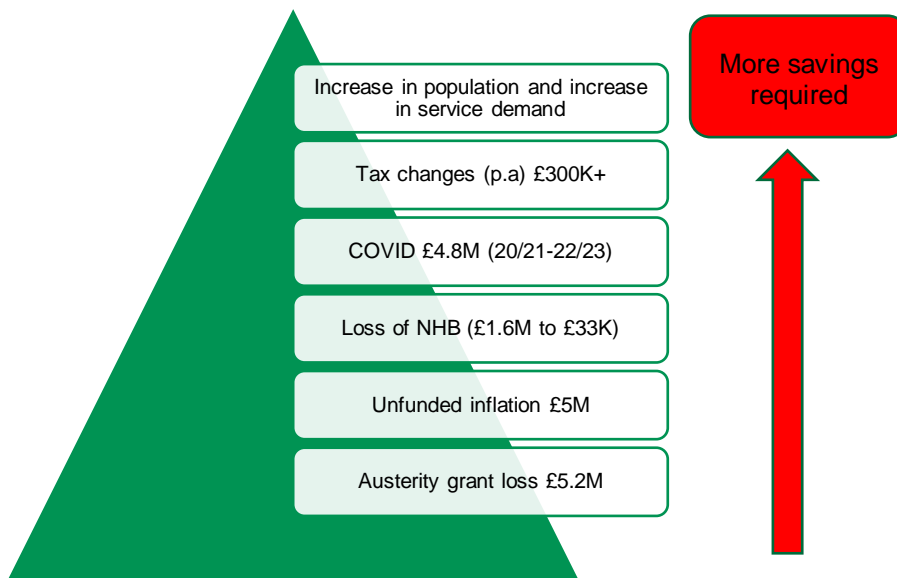 Increase in population and increase
in service demand
More savings
required
Tax changes (p.a) £300K+
COVID £4.8M (20/21-22/23)
Loss of NHB (£1.6M to £33K)
Unfunded inflation £5M
Austerity grant loss £5.2M